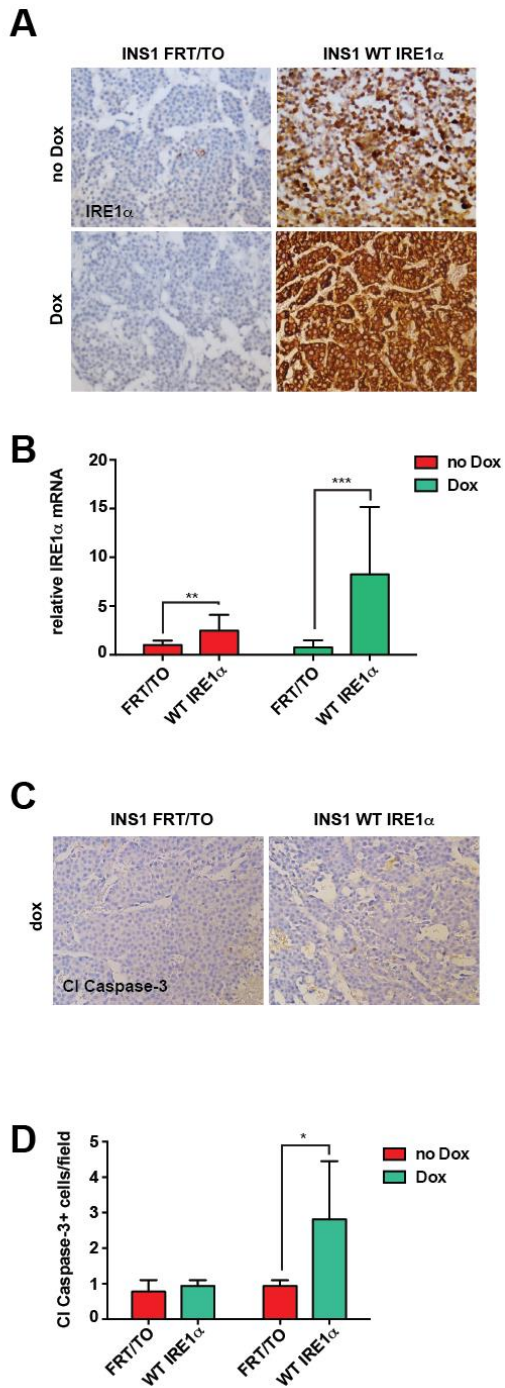 A
INS1 FRT/TO
INS1 WT IRE1α
no Dox
IRE1α
Dox
B
relative IRE1α mRNA
20
15
10
5
0
**
***
no Dox
Dox
FRT/TO
WT IRE1α
FRT/TO
WT IRE1α
C
INS1 FRT/TO
INS1 WT IRE1α
dox
Cl Caspase-3
D
Cl Caspase-3+ cells/field
5
4
3
2
1
0
*
no Dox
Dox
FRT/TO
WT IRE1α
FRT/TO
WT IRE1α